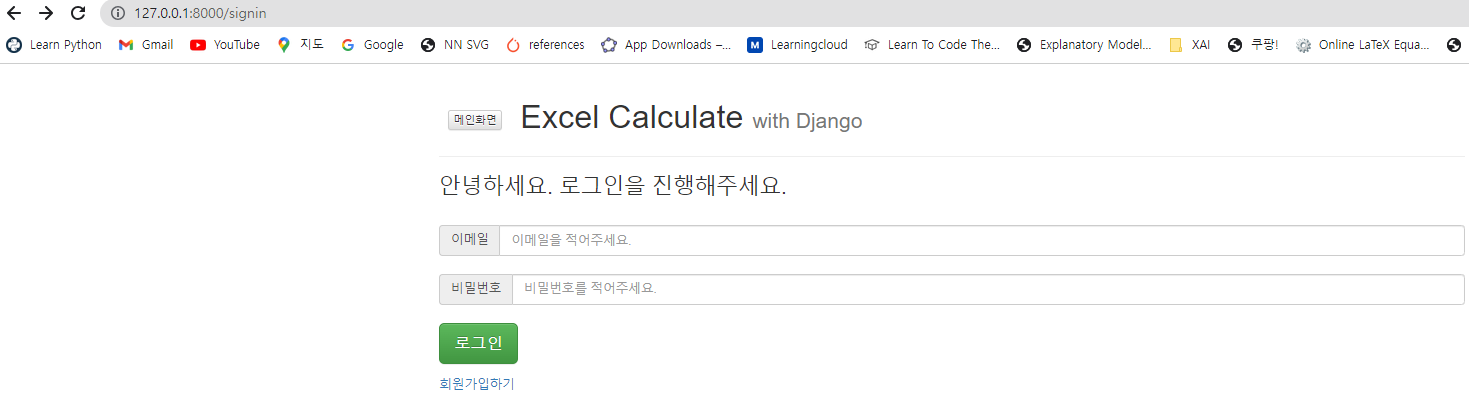 127.0.0.1:8000/signin
Learn Python Gmail YouTube 지도 Google NN SVG references App Downloads –... Learningcloud Learn To Code The... Explanatory Model... XAI 쿠팡! Online LaTeX Equa...
메인화면 Excel Calculate with Django
안녕하세요. 로그인을 진행해주세요.
이메일 이메일을 적어주세요.
비밀번호 비밀번호를 적어주세요.
로그인
회원가입하기